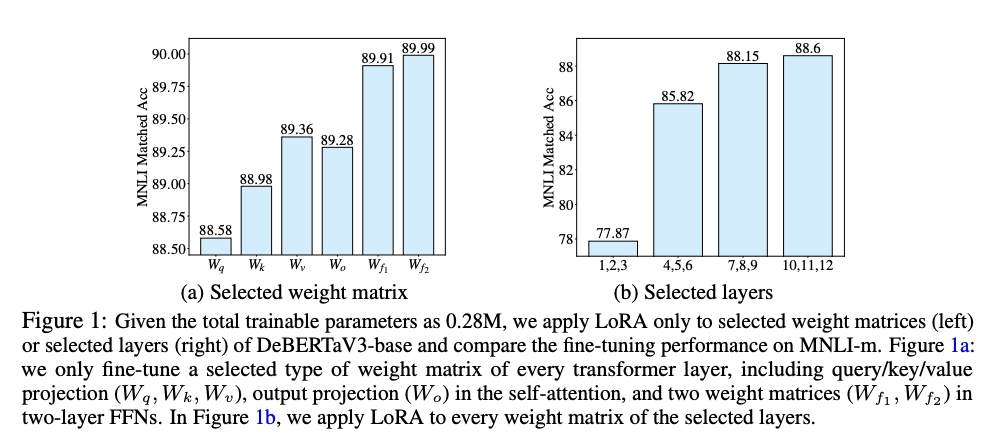 MNLI Matched Acc
90.00
89.75
89.50
89.25
89.00
88.75
88.50
88.58
88.98
89.36
89.28
89.91
89.99
W_q W_k W_v W_o W_{f_1} W_{f_2}
(a) Selected weight matrix
MNLI Matched Acc
88
86
84
82
80
78
77.87
85.82
88.15
88.6
1,2,3 4,5,6 7,8,9 10,11,12
(b) Selected layers
Figure 1: Given the total trainable parameters as 0.28M, we apply LoRA only to selected weight matrices (left)
or selected layers (right) of DeBERTaV3-base and compare the fine-tuning performance on MNLI-m. Figure 1a:
we only fine-tune a selected type of weight matrix of every transformer layer, including query/key/value
projection (W_q, W_k, W_v), output projection (W_o) in the self-attention, and two weight matrices (W_{f_1}, W_{f_2}) in
two-layer FFNs. In Figure 1b, we apply LoRA to every weight matrix of the selected layers.